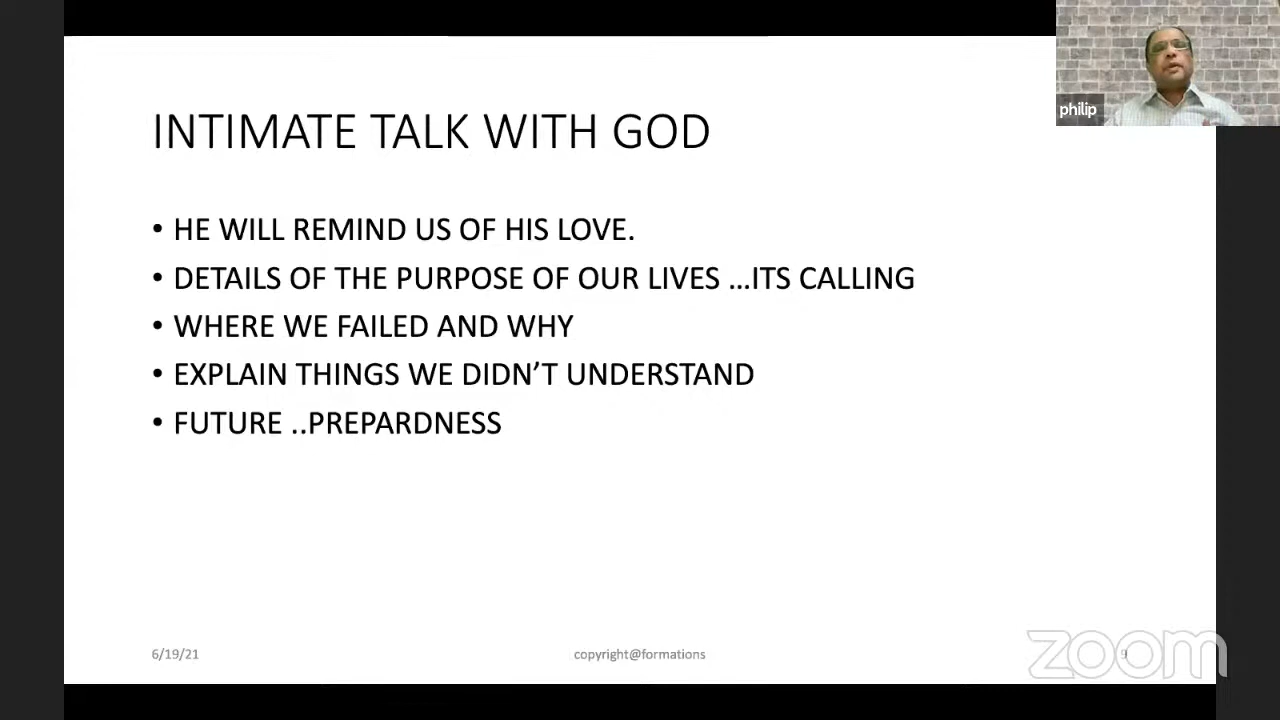 INTIMATE TALK WITH GOD
philip
• HE WILL REMIND US OF HIS LOVE.
• DETAILS OF THE PURPOSE OF OUR LIVES ...ITS CALLING
• WHERE WE FAILED AND WHY
• EXPLAIN THINGS WE DIDN'T UNDERSTAND
• FUTURE ..PREPARDNESS
6/19/21
copyright@formations
9
zoom